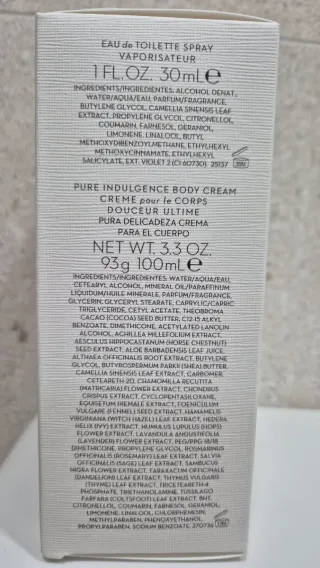 EAU de TOILETTE SPRAY
VAPORISATEUR
1 FL. OZ. 30 mL e
INGREDIENTS/INGREDIENTES: ALCOHOL DENAT.,
WATER/AQUA/EAU, PARFUM/FRAGRANCE,
BUTYLENE GLYCOL, CAMELLIA SINENSIS LEAF
EXTRACT, PROPYLENE GLYCOL, CITRONELLOL,
COUMARIN, FARNESOL, GERANIOL,
LIMONENE, LINALOOL, BUTYL
METHOXYDIBENZOYLMETHANE, ETHYLHEXYL
METHOXYCINNAMATE, ETHYLHEXYL
SALICYLATE, EXT. VIOLET 2 (CI 60730). 25137
PURE INDULGENCE BODY CREAM
CREME pour le CORPS
DOUCEUR ULTIME
PURA DELICADEZA CREMA
PARA EL CUERPO
NET WT. 3.3 OZ.
93 g 100 mL e
INGREDIENTS/INGREDIENTES: WATER/AQUA/EAU,
CETEARYL ALCOHOL, MINERAL OIL/PARAFFINUM
LIQUIDUM/HUILE MINERALE, PARFUM/FRAGRANCE,
GLYCERIN, GLYCERYL STEARATE, CAPRYLIC/CAPRIC
TRIGLYCERIDE, CETYL ACETATE, THEOBROMA
CACAO (COCOA) SEED BUTTER, C12-15 ALKYL
BENZOATE, DIMETHICONE, ACETYLATED LANOLIN
ALCOHOL, ACHILLEA MILLEFOLIUM EXTRACT,
AESCULUS HIPPOCASTANUM (HORSE CHESTNUT)
SEED EXTRACT, ALOE BARBADENSIS LEAF JUICE,
ALTHAEA OFFICINALIS ROOT EXTRACT, BUTYLENE
GLYCOL, BUTYROSPERMUM PARKII (SHEA) BUTTER,
CAMELLIA SINENSIS LEAF EXTRACT, CARBOMER,
CETEARETH-20, CHAMOMILLA RECUTITA
(MATRICARIA) FLOWER EXTRACT, CHONDRUS
CRISPUS EXTRACT, CYCLOPENTASILOXANE,
EQUISETUM HIEMALE EXTRACT, FOENICULUM
VULGARE (FENNEL) SEED EXTRACT, HAMAMELIS
VIRGINIANA (WITCH HAZEL) LEAF EXTRACT, HEDERA
HELIX (IVY) EXTRACT, HUMULUS LUPULUS (HOPS)
FLOWER EXTRACT, LAVANDULA ANGUSTIFOLIA
(LAVENDER) FLOWER EXTRACT, PEG/PPG-18/18
DIMETHICONE, PROPYLENE GLYCOL, ROSMARINUS
OFFICINALIS (ROSEMARY) LEAF EXTRACT, SALVIA
OFFICINALIS (SAGE) LEAF EXTRACT, SAMBUCUS
NIGRA FLOWER EXTRACT, TARAXACUM OFFICINALE
(DANDELION) LEAF EXTRACT, THYMUS VULGARIS
(THYME) LEAF EXTRACT, TRICETEARETH-4
PHOSPHATE, TRIETHANOLAMINE, TUSSILAGO
FARFARA (COLTSFOOT) LEAF EXTRACT, BHT,
CITRONELLOL, COUMARIN, FARNESOL, GERANIOL,
LIMONENE, LINALOOL, CHLORPHENESIN,
METHYLPARABEN, PHENOXYETHANOL,
PROPYLPARABEN, SODIUM BENZOATE. 270736